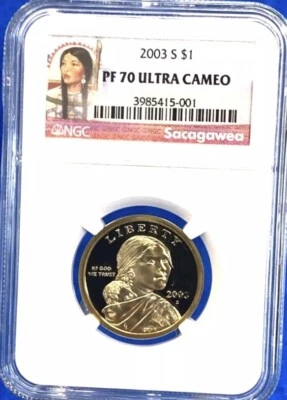 2003 S $1
PF 70 ULTRA CAMEO
3985415-001
NGC
Sacagawea
LIBERTY
IN GOD
WE TRUST
2003
S